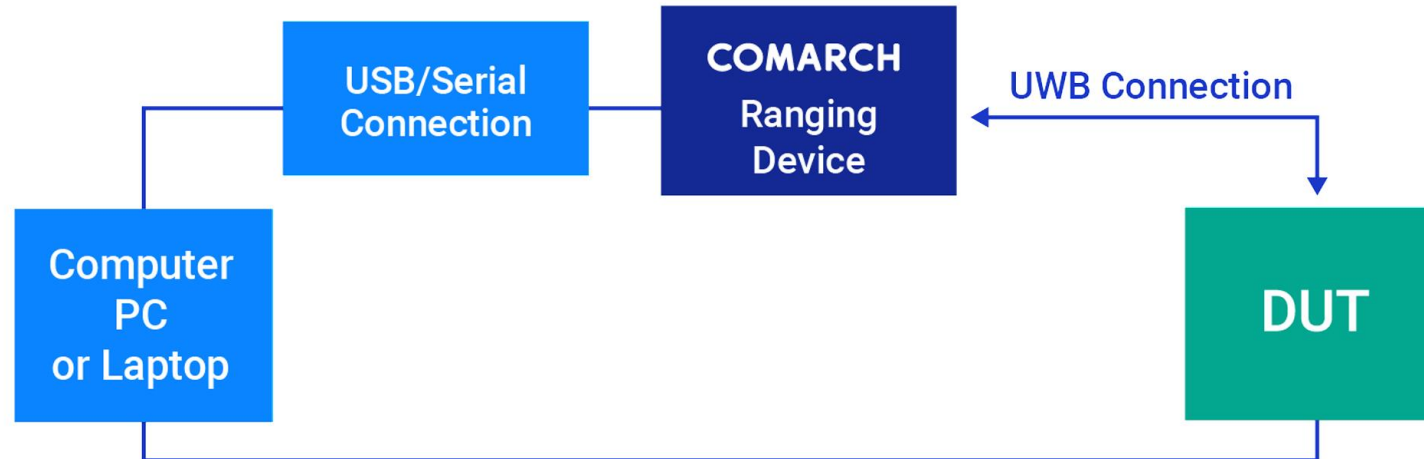 USB/Serial
Connection
COMARCH
Ranging
Device
UWB Connection
Computer
PC
or Laptop
DUT